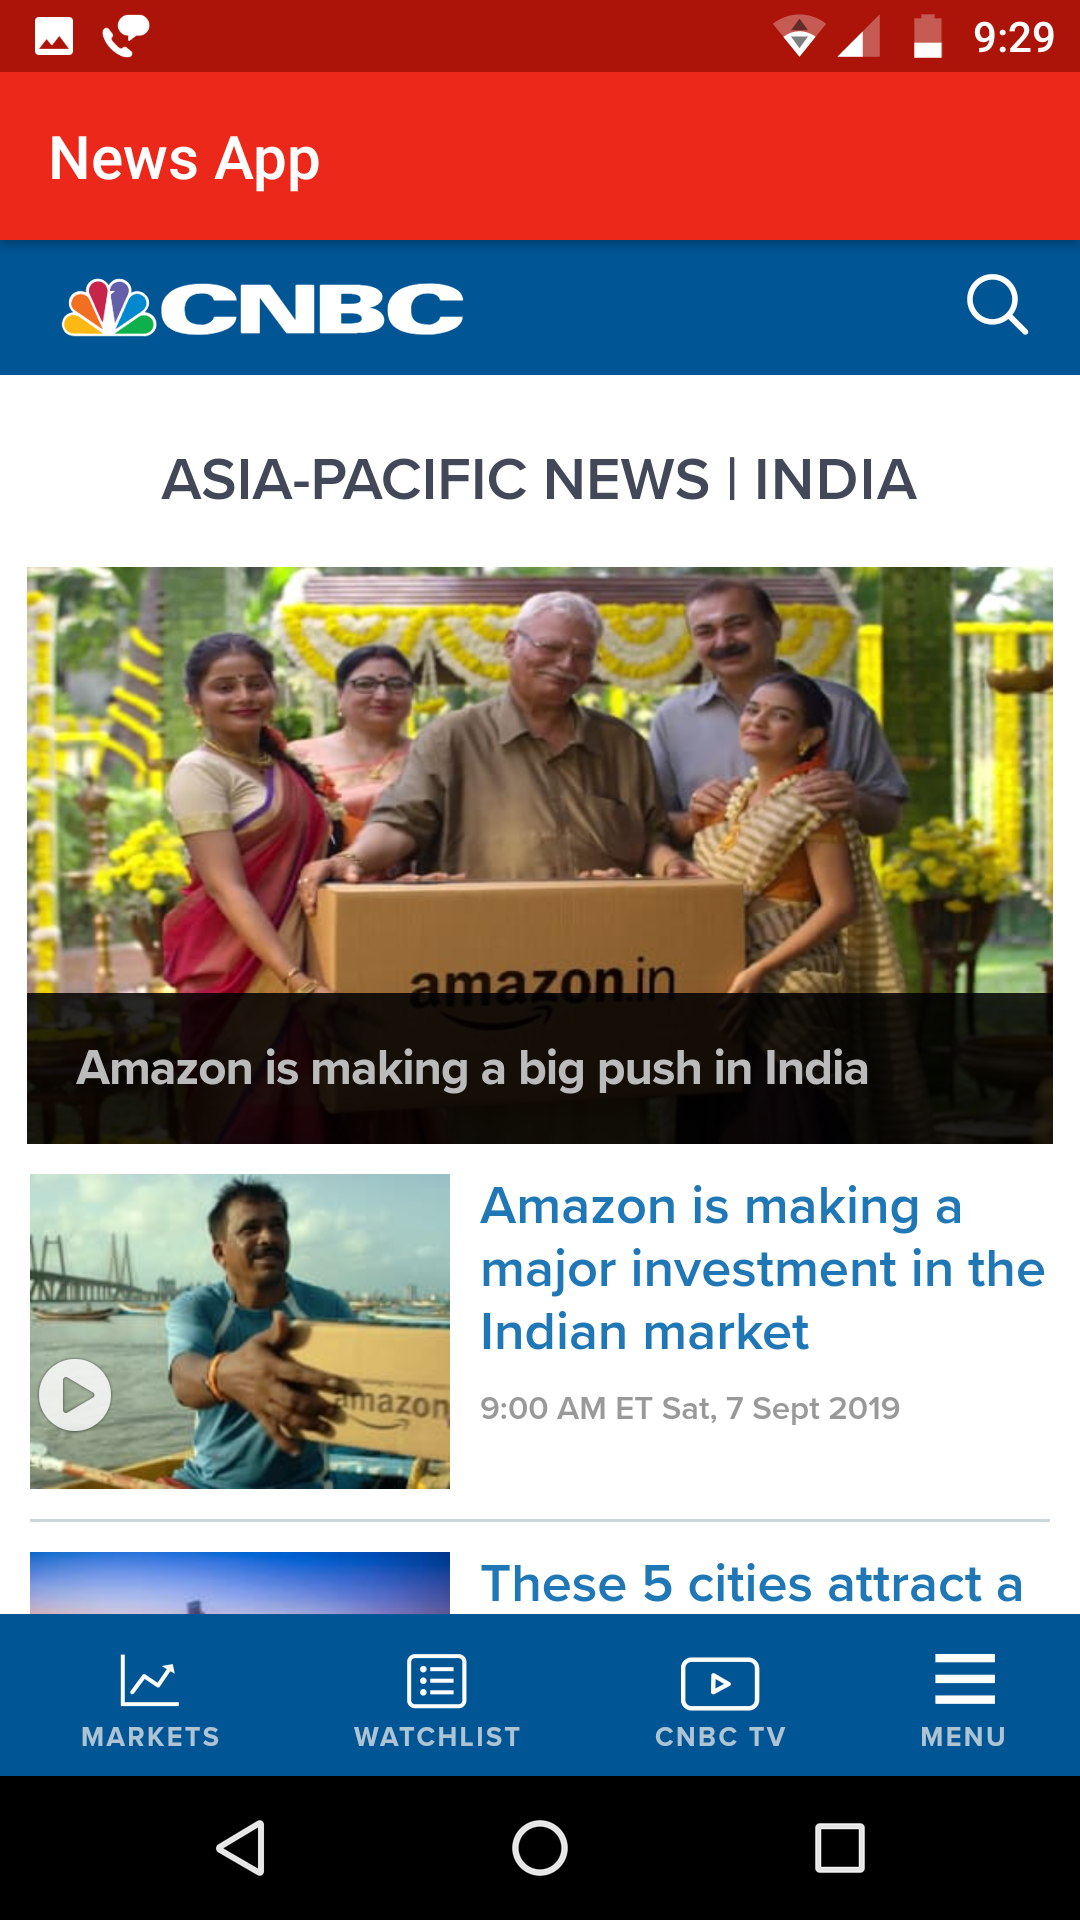 9:29
News App
CNBC
ASIA-PACIFIC NEWS | INDIA
amazon.in
Amazon is making a big push in India
amazon
Amazon is making a
major investment in the
Indian market
9:00 AM ET Sat, 7 Sept 2019
These 5 cities attract a
MARKETS
WATCHLIST
CNBC TV
MENU